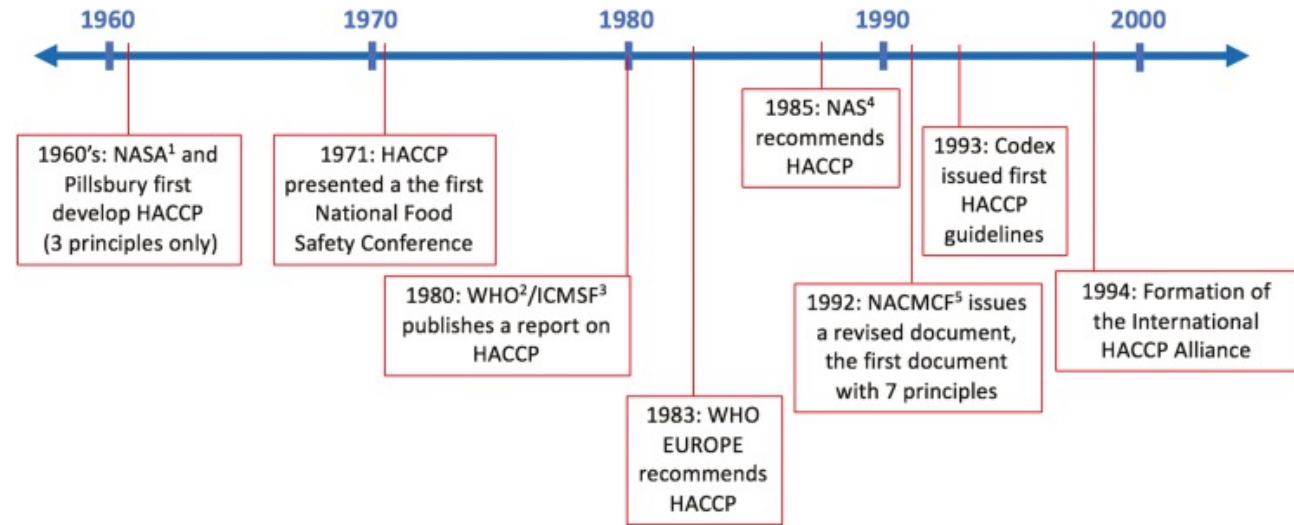 1960
1970
1980
1990
2000
1960's: NASA¹ and
Pillsbury first
develop HACCP
(3 principles only)
1971: HACCP
presented a the first
National Food
Safety Conference
1980: WHO²/ICMSF³
publishes a report on
HACCP
1983: WHO
EUROPE
recommends
HACCP
1985: NAS⁴
recommends
HACCP
1992: NACMCF⁵ issues
a revised document,
the first document
with 7 principles
1993: Codex
issued first
HACCP
guidelines
1994: Formation of
the International
HACCP Alliance